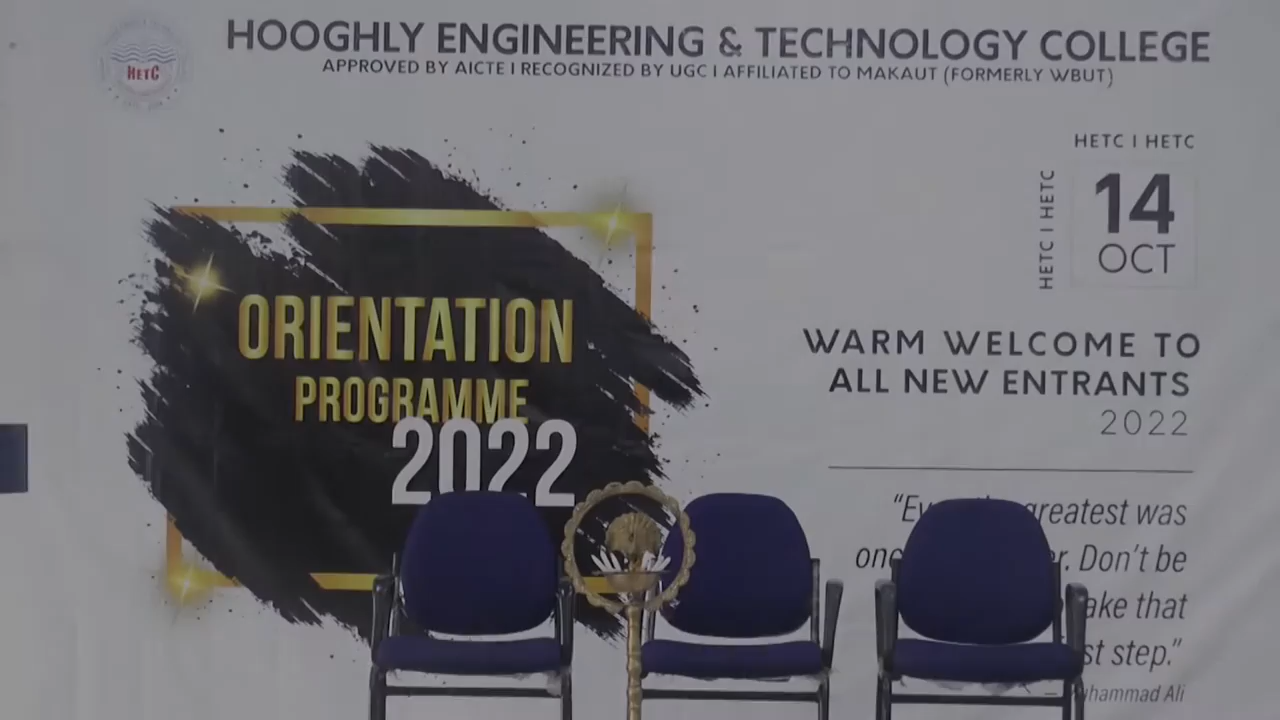 HOOGHLY ENGINEERING & TECHNOLOGY COLLEGE
APPROVED BY AICTE I RECOGNIZED BY UGC I AFFILIATED TO MAKAUT (FORMERLY WBUT)
HETC
HETC I HETC
HETC I HETC
14
OCT
ORIENTATION
PROGRAMME
2022
WARM WELCOME TO
ALL NEW ENTRANTS
2022
greatest was
Don't be
that
step."
Ali